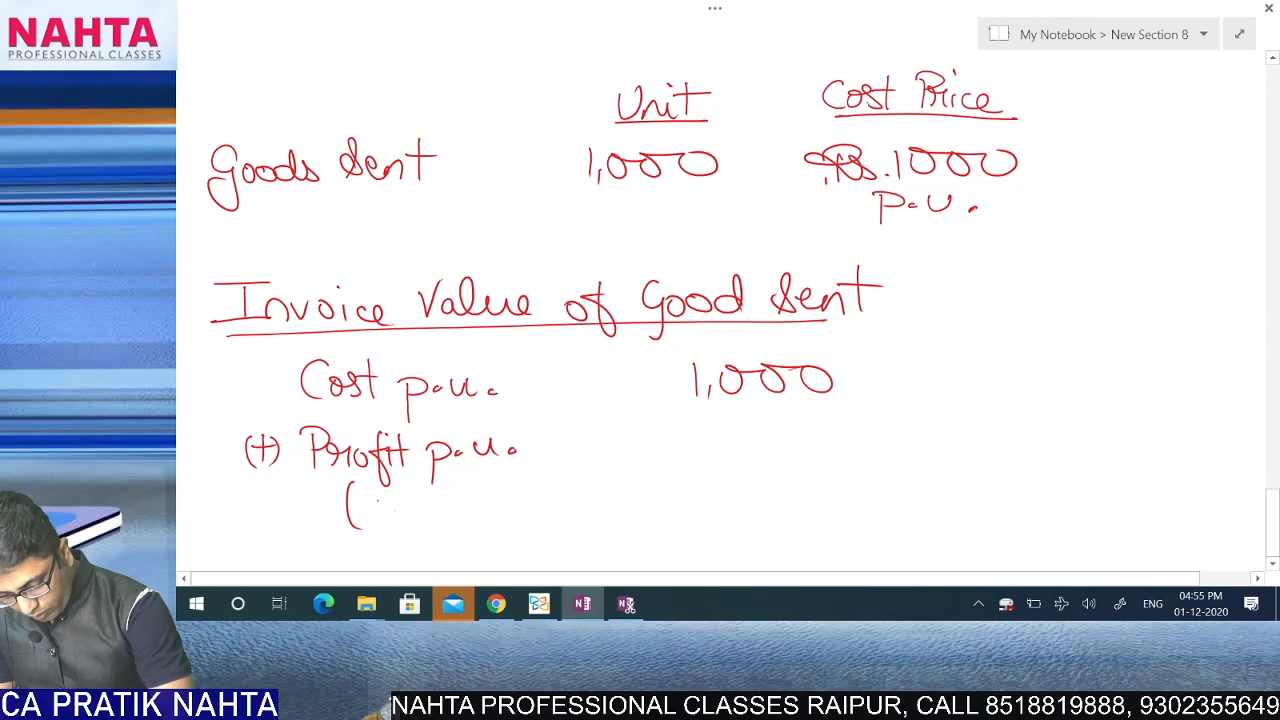 NAHTA
PROFESSIONAL CLASSES
My Notebook > New Section 8
Unit Cost Price
Goods Sent 1,000 Rs.1000
p.u.
Invoice Value of Good Sent
Cost p.u. 1,000
(+) Profit p.u.
(
ENG
04:55 PM
01-12-2020
CA PRATIK NAHTA
NAHTA PROFESSIONAL CLASSES RAIPUR, CALL 8518819888, 9302355649